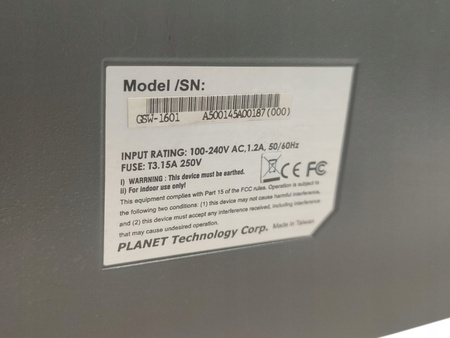 Model /SN:
GSW-1601 A500145A00187(000)
INPUT RATING: 100-240V AC,1.2A, 50/60Hz
FUSE: T3.15A 250V
I) WARNING : This device must be earthed.
II) For indoor use only!
CE FC
This equipment complies with Part 15 of the FCC rules. Operation is subject to
the following two conditions: (1) this device may not cause harmful interference.
and (2) this device must accept any interference received, including interference
that may cause undesired operation.
PLANET Technology Corp. Made in Taiwan